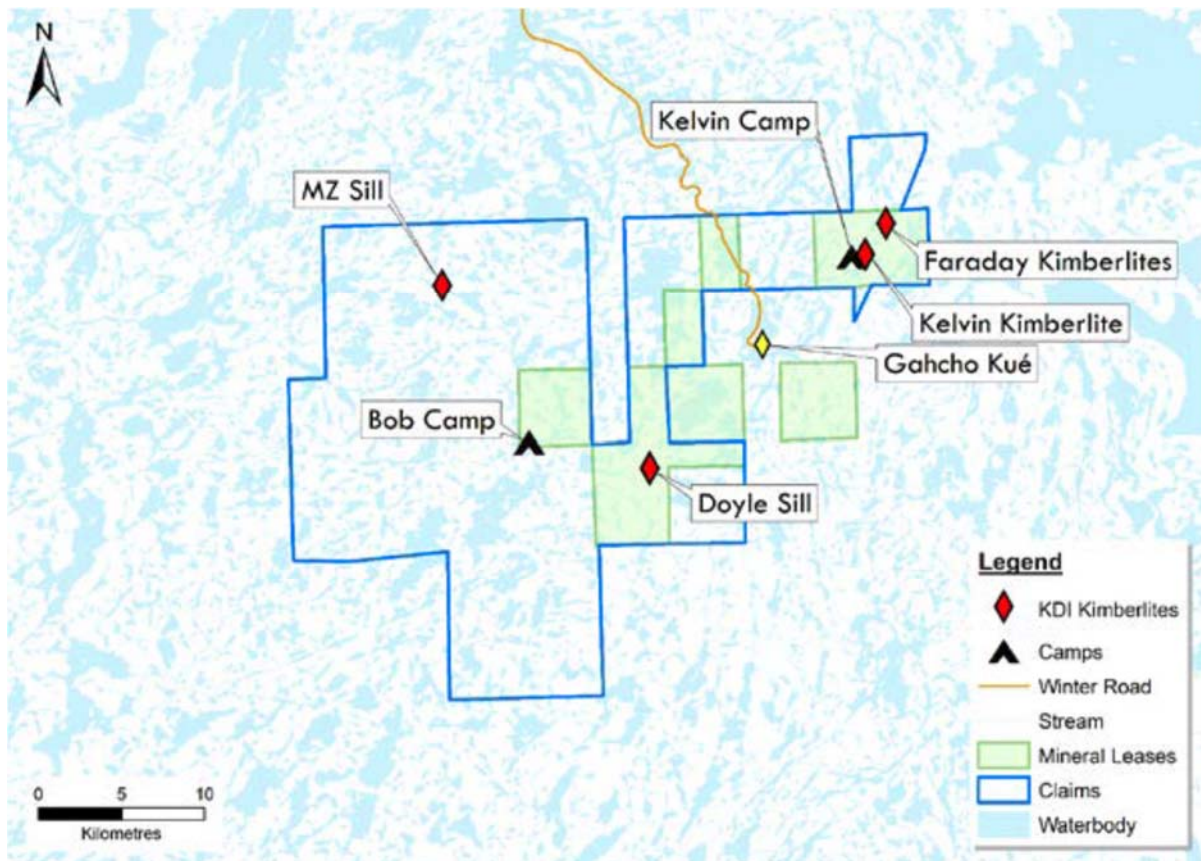 N
Kelvin Camp
MZ Sill
Faraday Kimberlites
Kelvin Kimberlite
Gahcho Kué
Bob Camp
Doyle Sill
Legend
KDI Kimberlites
Camps
Winter Road
Stream
Mineral Leases
Claims
Waterbody
0 5 10
Kilometres